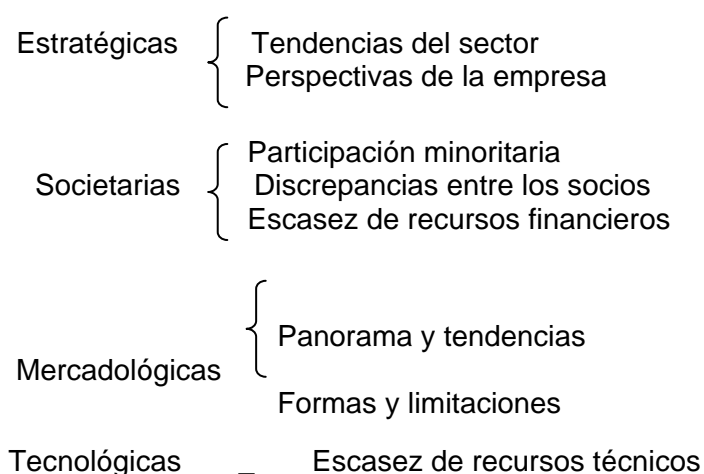 Estratégicas Tendencias del sector
Perspectivas de la empresa
Participación minoritaria
Societarias Discrepancias entre los socios
Escasez de recursos financieros
Panorama y tendencias
Mercadológicas
Formas y limitaciones
Tecnológicas Escasez de recursos técnicos